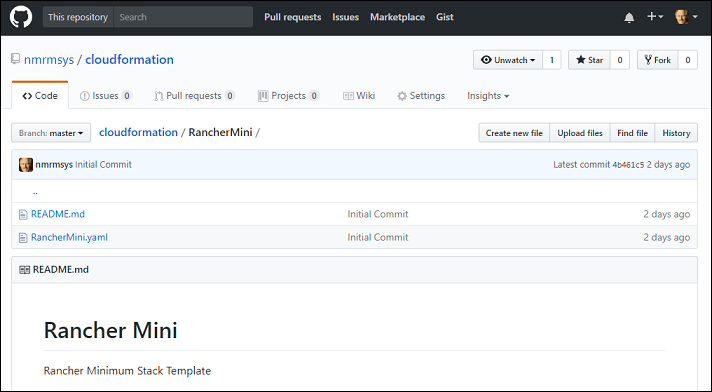 This repository Search Pull requests Issues Marketplace Gist
nmrmsys / cloudformation Unwatch 1 Star 0 Fork 0
Code Issues 0 Pull requests 0 Projects 0 Wiki Settings Insights
Branch: master cloudformation / RancherMini / Create new file Upload files Find file History
nmrmsys Initial Commit Latest commit 4b461c5 2 days ago
..
README.md Initial Commit 2 days ago
RancherMini.yaml Initial Commit 2 days ago
README.md
Rancher Mini
Rancher Minimum Stack Template